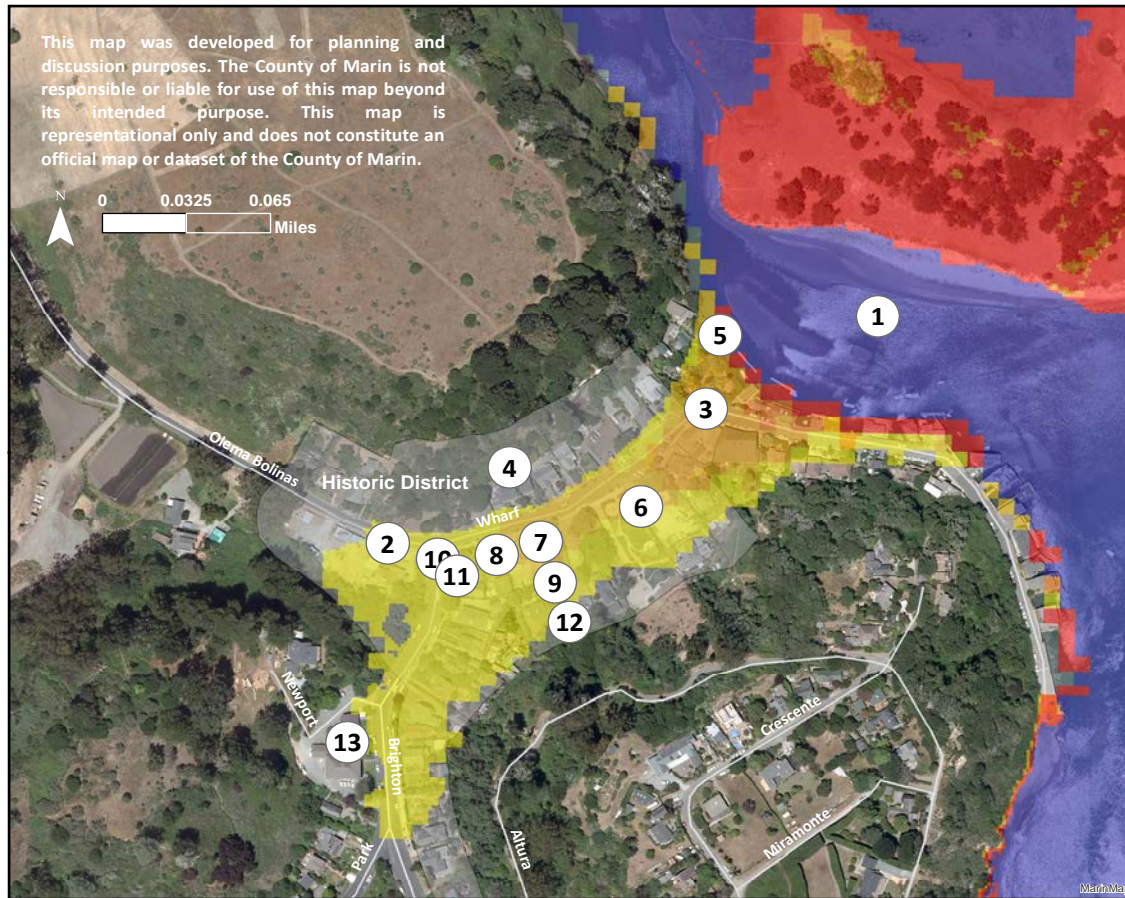 This map was developed for planning and
discussion purposes. The County of Marin is not
responsible or liable for use of this map beyond
its intended purpose. This map is
representational only and does not constitute an
official map or dataset of the County of Marin.
N
0 0.0325 0.065
Miles
1
5
3
Olema Bolinas
4
Historic District
6
Wharf
2
7
8
10
11
9
12
Newport
13
Brighton
Crescente
Park
Altura
Miramonte
MarinMap